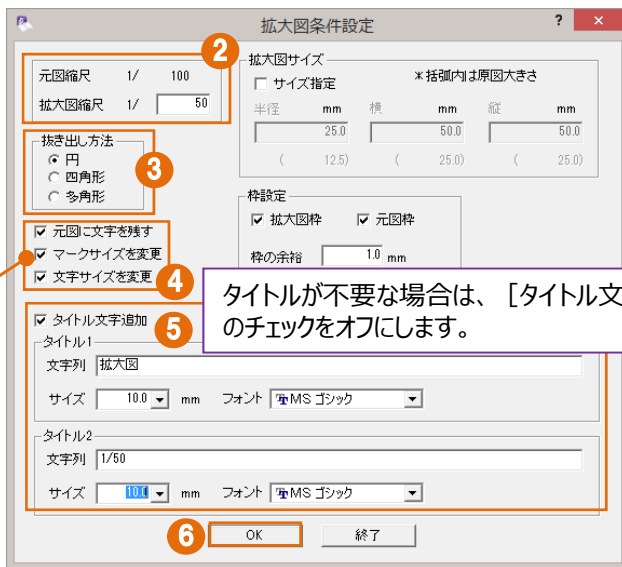 拡大図条件設定 ? ×
2
元図縮尺 1/ 100
拡大図縮尺 1/ 50
拡大図サイズ
サイズ指定 *括弧内は原図大きさ
半径 mm 横 mm 縦 mm
25.0 50.0 50.0
( 12.5) ( 25.0) ( 25.0)
抜き出し方法
円
四角形
多角形
3
枠設定
拡大図枠 元図枠
枠の余裕 1.0 mm
元図に文字を残す
マークサイズを変更
文字サイズを変更
4
タイトルが不要な場合は、[タイトル文
のチェックをオフにします。
タイトル文字追加
5
タイトル1
文字列 拡大図
サイズ 10.0 mm フォント MS ゴシック
タイトル2
文字列 1/50
サイズ 10.0 mm フォント MS ゴシック
6
OK 終了